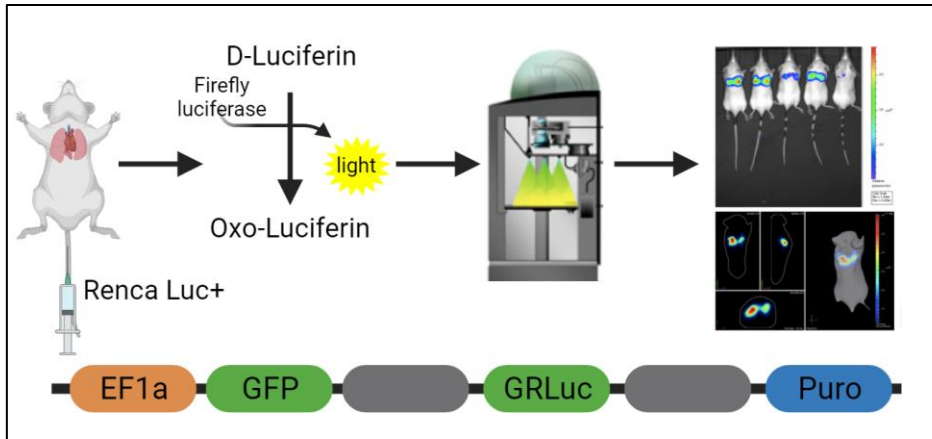 D-Luciferin
Firefly
luciferase
light
Oxo-Luciferin
Renca Luc+
EF1a
GFP
GRLuc
Puro